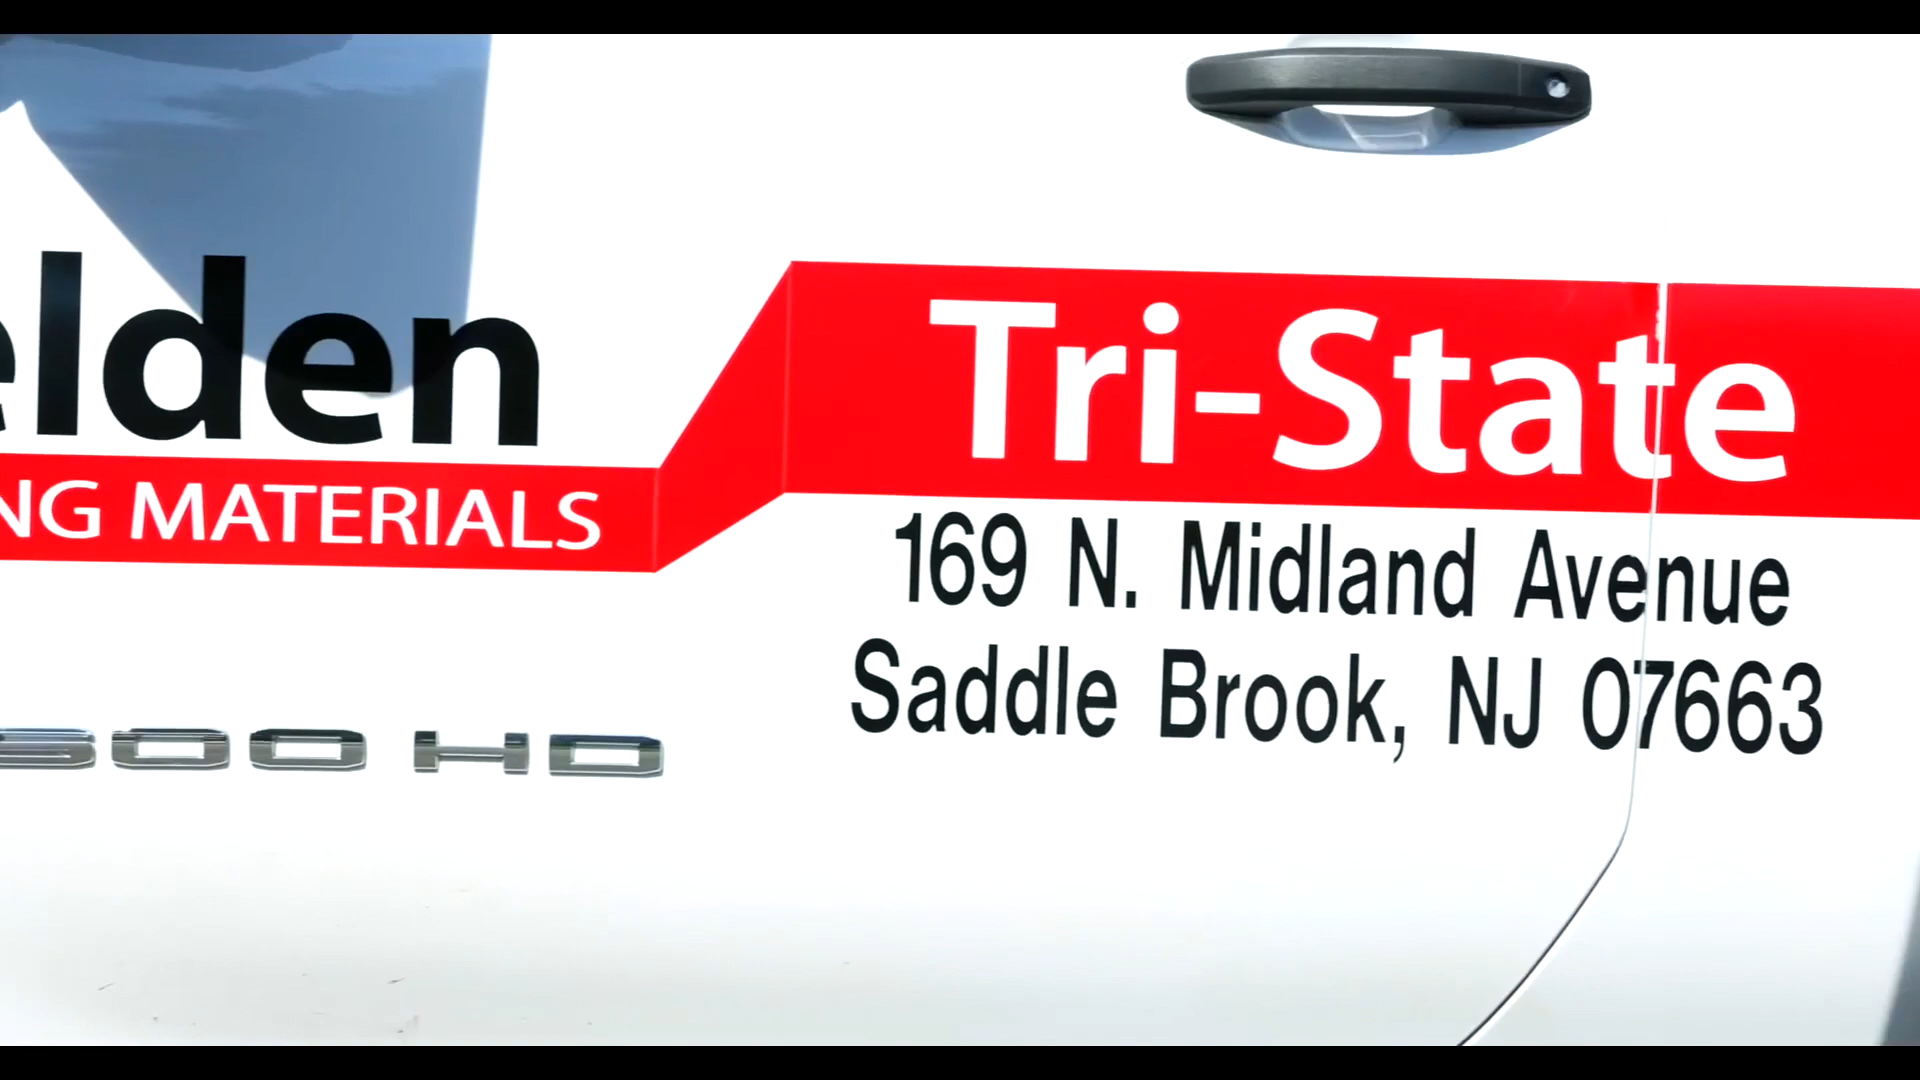 elden
NG MATERIALS
Tri-State
169 N. Midland Avenue
Saddle Brook, NJ 07663
500 HD